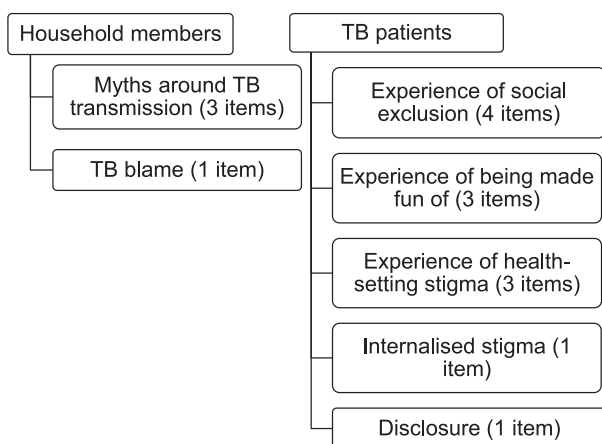 Household members
Myths around TB
transmission (3 items)
TB blame (1 item)
TB patients
Experience of social
exclusion (4 items)
Experience of being made
fun of (3 items)
Experience of health-
setting stigma (3 items)
Internalised stigma (1
item)
Disclosure (1 item)